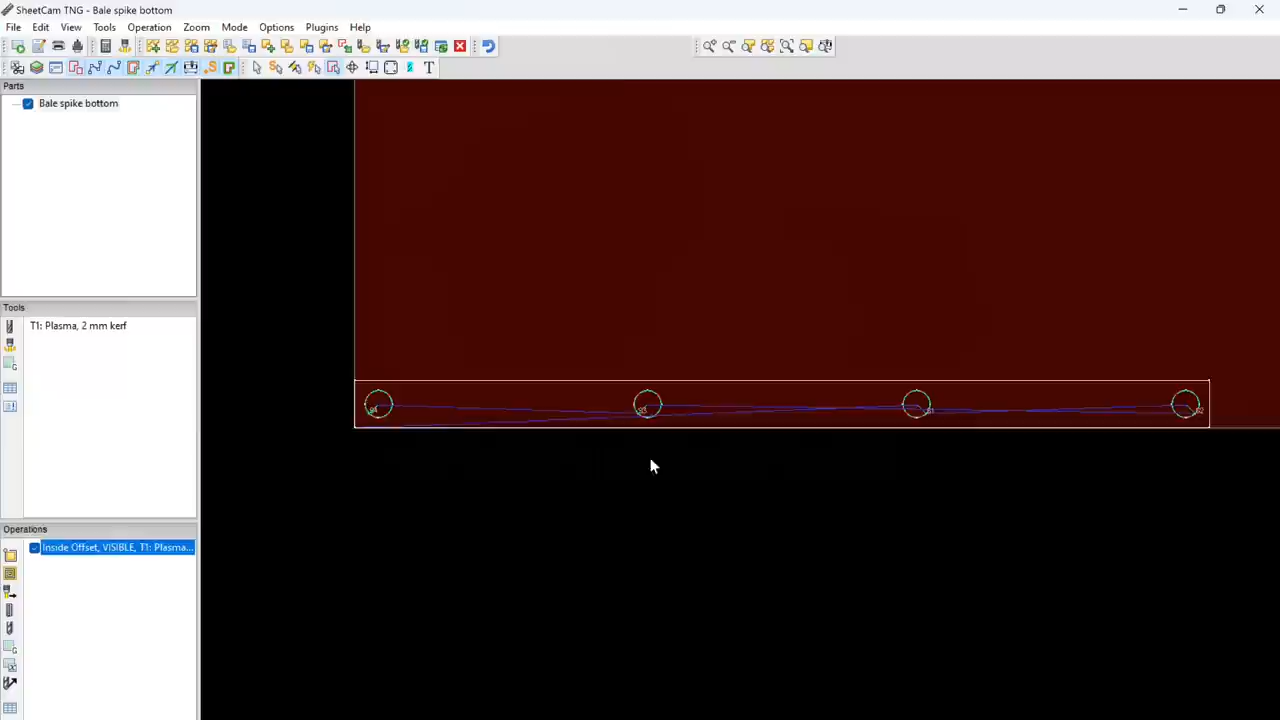 SheetCam TNG - Bale spike bottom
File Edit View Tools Operation Zoom Mode Options Plugins Help
Parts
Bale spike bottom
Tools
T1: Plasma, 2 mm kerf
Operations
Inside Offset, VISIBLE, T1: Plasma...